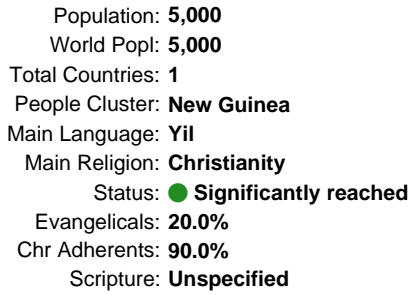 Population: 5,000
World Popl: 5,000
Total Countries: 1
People Cluster: New Guinea
Main Language: Yil
Main Religion: Christianity
Status: Significantly reached
Evangelicals: 20.0%
Chr Adherents: 90.0%
Scripture: Unspecified